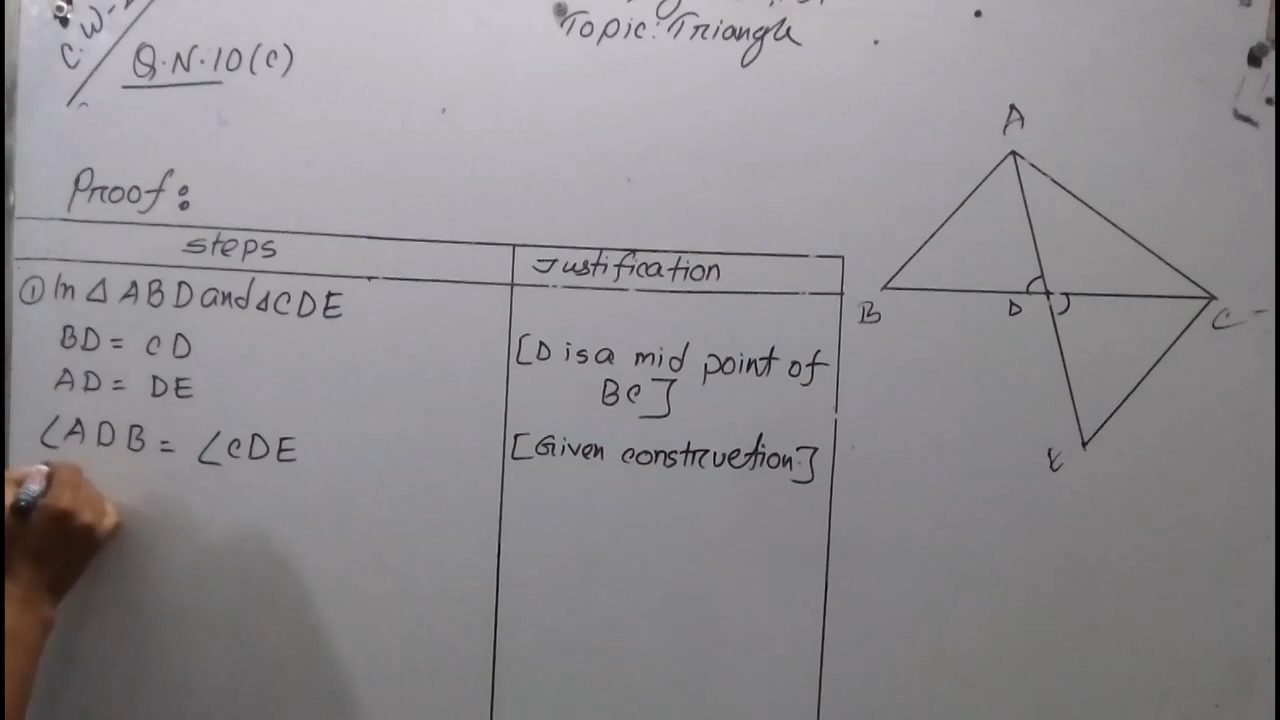 C.W-
Topic: Triangle
Q.N.10(c)
Proof:
steps
Justification
① In △ ABD and △CDE
BD = CD
[D is a mid point of
BC]
AD = DE
∠ADB = ∠CDE
[Given construction.]
A
B
D
C
E